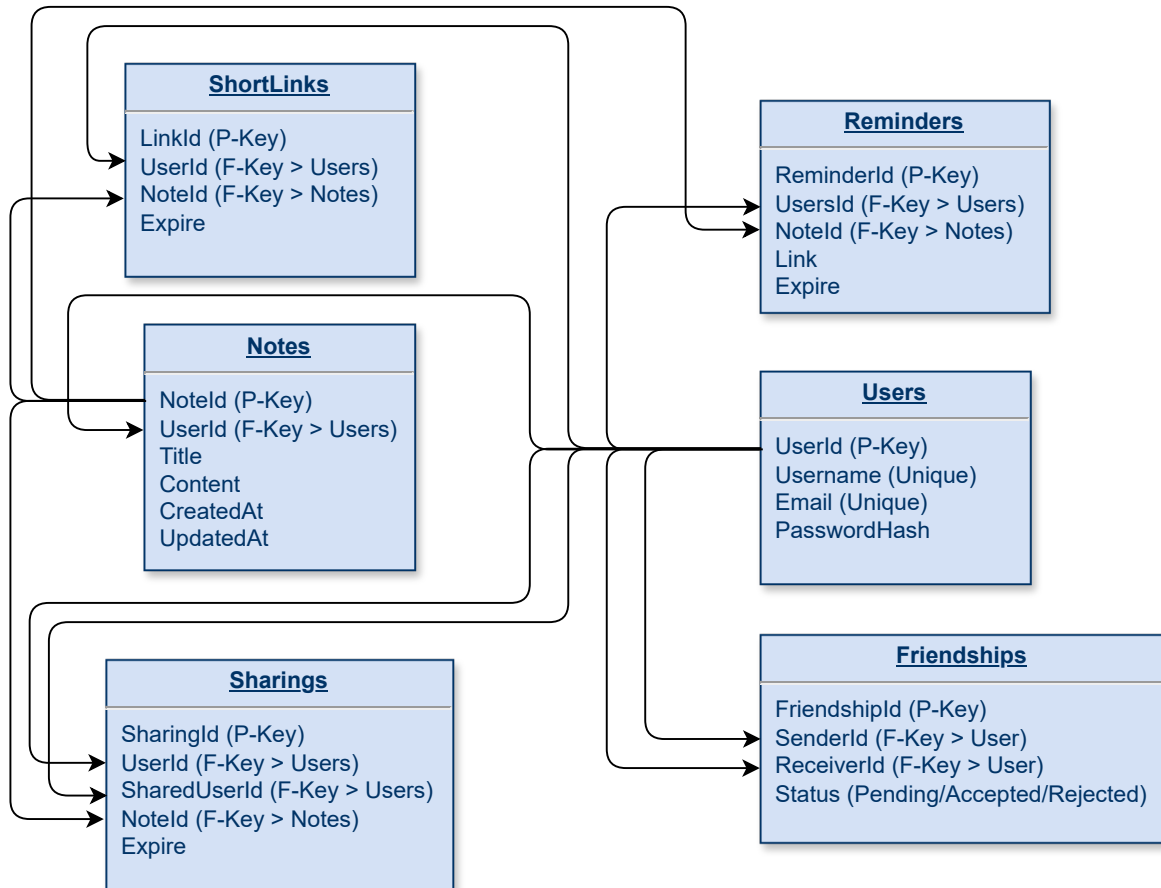 ShortLinks
LinkId (P-Key)
UserId (F-Key > Users)
NoteId (F-Key > Notes)
Expire
Reminders
ReminderId (P-Key)
UsersId (F-Key > Users)
NoteId (F-Key > Notes)
Link
Expire
Notes
NoteId (P-Key)
UserId (F-Key > Users)
Title
Content
CreatedAt
UpdatedAt
Users
UserId (P-Key)
Username (Unique)
Email (Unique)
PasswordHash
Sharings
SharingId (P-Key)
UserId (F-Key > Users)
SharedUserId (F-Key > Users)
NoteId (F-Key > Notes)
Expire
Friendships
FriendshipId (P-Key)
SenderId (F-Key > User)
ReceiverId (F-Key > User)
Status (Pending/Accepted/Rejected)